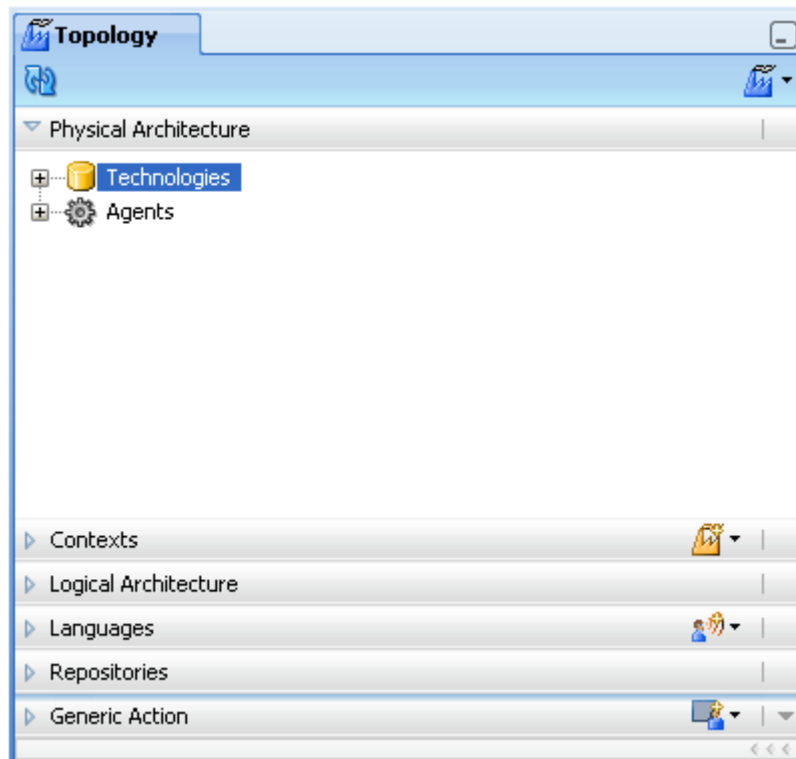 Topology
Physical Architecture
Technologies
Agents
Contexts
Logical Architecture
Languages
Repositories
Generic Action